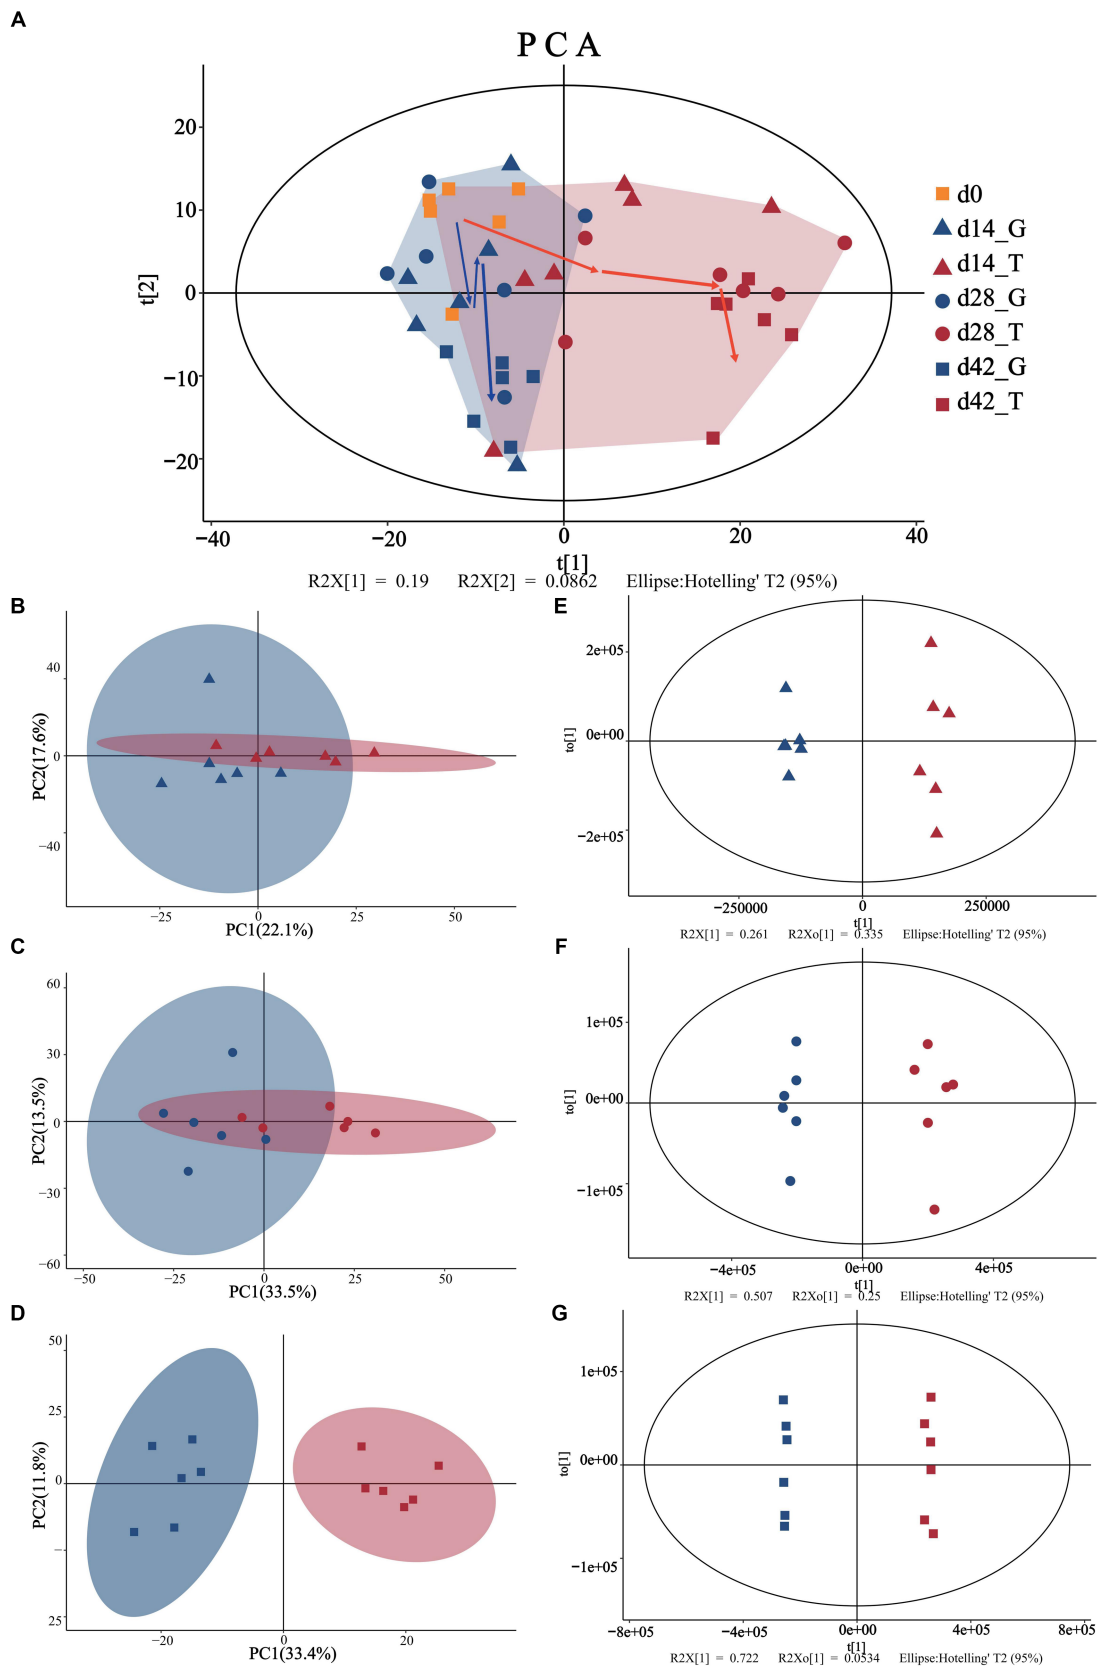 A
PCA
20
10
0
−10
−20
t[2]
−40
−20
0
20
40
t[1]
R2X[1] = 0.19 R2X[2] = 0.0862 Ellipse:Hotelling' T2 (95%)
d0
d14_G
d14_T
d28_G
d28_T
d42_G
d42_T
B
40
0
−40
PC2(17.6%)
−25
0
25
50
PC1(22.1%)
E
2e+05
0e+00
−2e+05
to[1]
−250000
0
250000
t[1]
R2X[1] = 0.261 R2Xo[1] = 0.335 Ellipse:Hotelling' T2 (95%)
C
60
30
0
−30
−60
PC2(13.5%)
−50
−25
0
25
50
PC1(33.5%)
F
1e+05
0e+00
−1e+05
to[1]
−4e+05
0e+00
4e+05
t[1]
R2X[1] = 0.507 R2Xo[1] = 0.25 Ellipse:Hotelling' T2 (95%)
D
50
25
0
−
25
PC2(11.8%)
−20
0
20
PC1(33.4%)
G
1e+05
0e+00
−1e+05
to[1]
−8e+05
−4e+05
0e+00
4e+05
8e+05
t[1]
R2X[1] = 0.722 R2Xo[1] = 0.0534 Ellipse:Hotelling' T2 (95%)